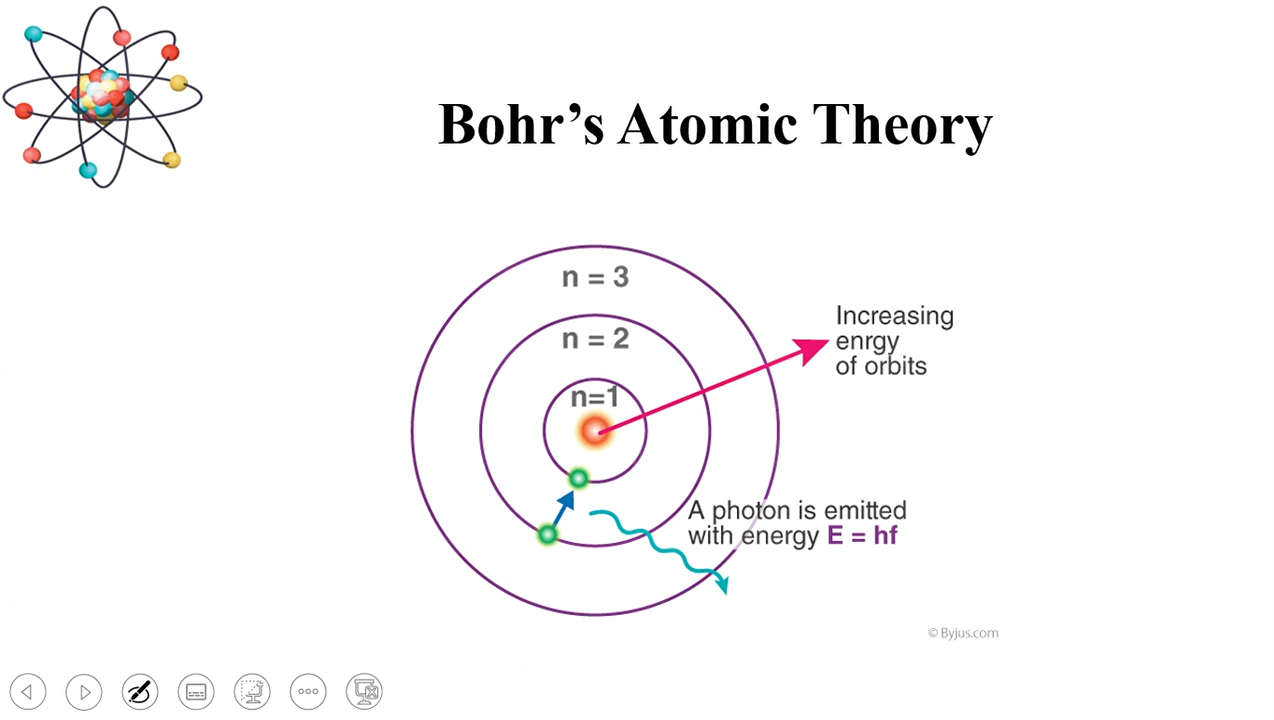 Bohr’s Atomic Theory
n = 3
n = 2
n=1
Increasing
enrgy
of orbits
A photon is emitted
with energy E = hf
© Byjus.com